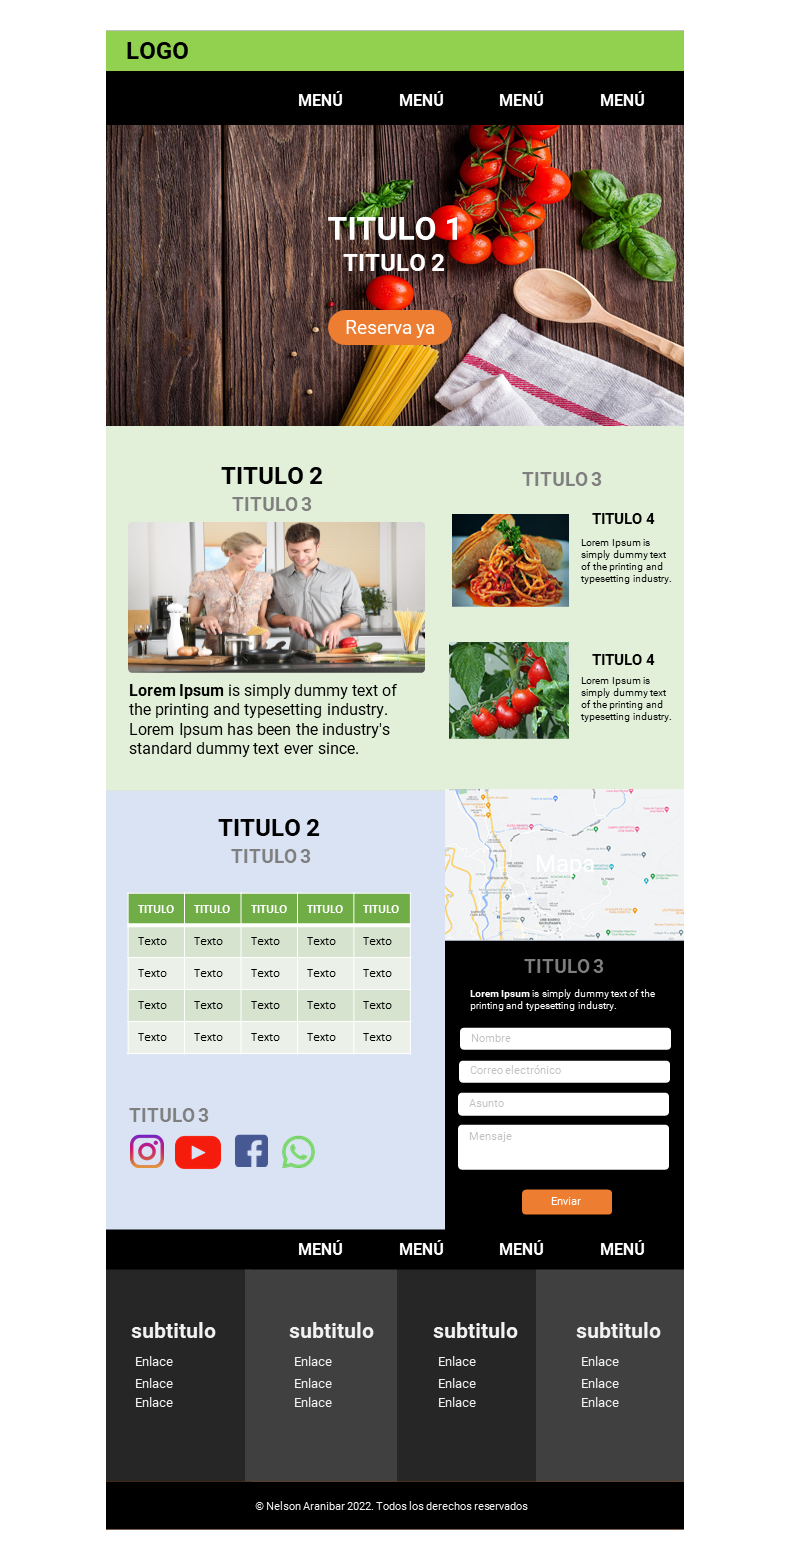 LOGO
MENÚ MENÚ MENÚ MENÚ
TITULO 1
TITULO 2
Reserva ya
TITULO 2
TITULO 3
Lorem Ipsum is simply dummy text of
the printing and typesetting industry.
Lorem Ipsum has been the industry's
standard dummy text ever since.
TITULO 3
TITULO 4
Lorem Ipsum is
simply dummy text
of the printing and
typesetting industry.
TITULO 4
Lorem Ipsum is
simply dummy text
of the printing and
typesetting industry.
TITULO 2
TITULO 3
TITULO TITULO TITULO TITULO TITULO
Texto Texto Texto Texto Texto
Texto Texto Texto Texto Texto
Texto Texto Texto Texto Texto
Texto Texto Texto Texto Texto
TITULO 3
Mapa
TITULO 3
Lorem Ipsum is simply dummy text of the
printing and typesetting industry.
Nombre
Correo electrónico
Asunto
Mensaje
Enviar
MENÚ MENÚ MENÚ MENÚ
subtitulo
Enlace
Enlace
Enlace
subtitulo
Enlace
Enlace
Enlace
subtitulo
Enlace
Enlace
Enlace
subtitulo
Enlace
Enlace
Enlace
© Nelson Aranibar 2022. Todos los derechos reservados